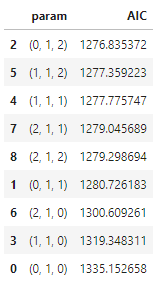 param AIC
2 (0, 1, 2) 1276.835372
5 (1, 1, 2) 1277.359223
4 (1, 1, 1) 1277.775747
7 (2, 1, 1) 1279.045689
8 (2, 1, 2) 1279.298694
1 (0, 1, 1) 1280.726183
6 (2, 1, 0) 1300.609261
3 (1, 1, 0) 1319.348311
0 (0, 1, 0) 1335.152658